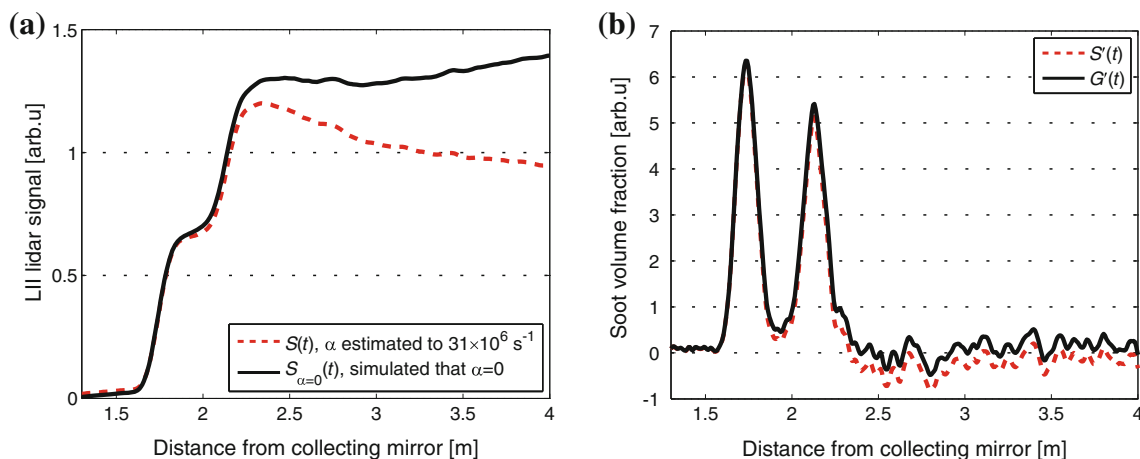 (a)
1.5
1
0.5
0
LII lidar signal [arb.u]
S(t), α estimated to 31×10⁶ s⁻¹
S_{α=0}(t), simulated that α=0
1.5 2 2.5 3 3.5 4
Distance from collecting mirror [m]
(b)
7
6
5
4
3
2
1
0
-1
Soot volume fraction [arb.u]
S'(t)
G'(t)
1.5 2 2.5 3 3.5 4
Distance from collecting mirror [m]